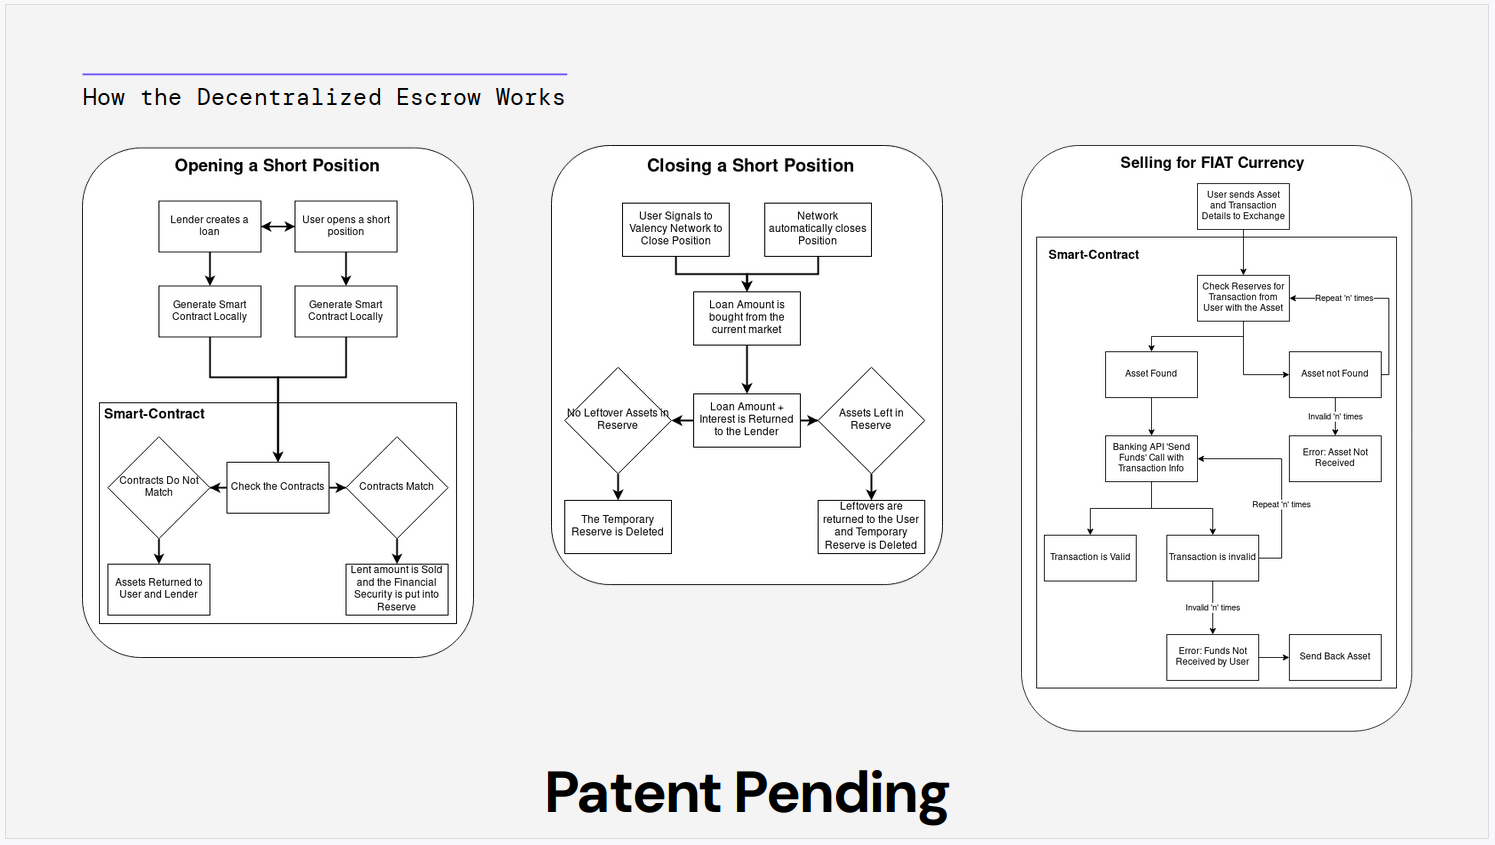 How the Decentralized Escrow Works
Opening a Short Position
Lender creates a
loan
User opens a short
position
Generate Smart
Contract Locally
Generate Smart
Contract Locally
Smart-Contract
Contracts Do Not
Match
Check the Contracts
Contracts Match
Assets Returned to
User and Lender
Lent amount is Sold
and the Financial
Security is put into
Reserve
Closing a Short Position
User Signals to
Valency Network to
Close Position
Network
automatically closes
Position
Loan Amount is
bought from the
current market
No Leftover Assets in
Reserve
Loan Amount +
Interest is Returned
to the Lender
Assets Left in
Reserve
The Temporary
Reserve is Deleted
Leftovers are
returned to the User
and Temporary
Reserve is Deleted
Selling for FIAT Currency
User sends Asset
and Transaction
Details to Exchange
Smart-Contract
Check Reserves for
Transaction from
User with the Asset
Repeat 'n' times
Asset Found
Asset not Found
Invalid 'n' times
Banking API 'Send
Funds' Call with
Transaction Info
Error: Asset Not
Received
Repeat 'n' times
Transaction is Valid
Transaction is invalid
Invalid 'n' times
Error: Funds Not
Received by User
Send Back Asset
Patent Pending